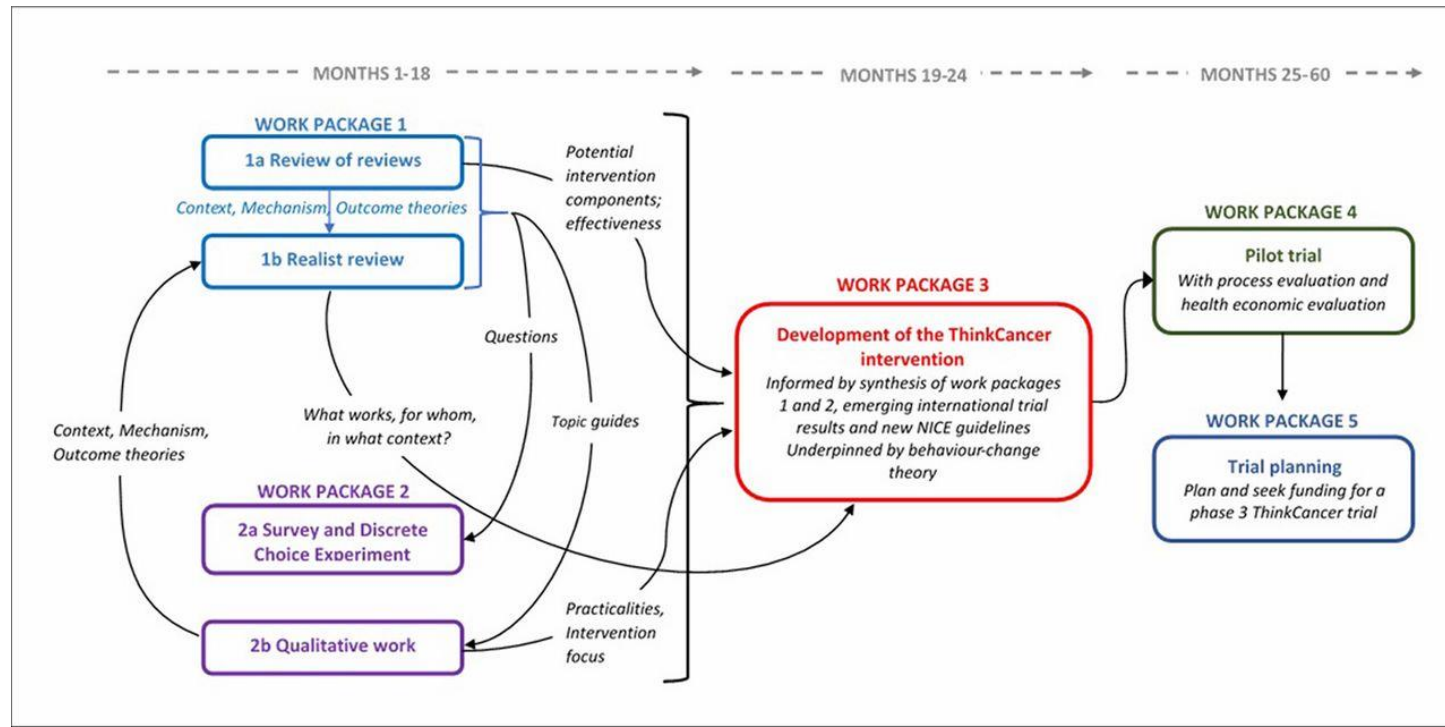 MONTHS 1-18
MONTHS 19-24
MONTHS 25-60
WORK PACKAGE 1
1a Review of reviews
Context, Mechanism, Outcome theories
1b Realist review
Potential
intervention
components;
effectiveness
Questions
Topic guides
What works, for whom,
in what context?
Context, Mechanism,
Outcome theories
WORK PACKAGE 2
2a Survey and Discrete
Choice Experiment
2b Qualitative work
Practicalities,
Intervention
focus
WORK PACKAGE 3
Development of the ThinkCancer
intervention
Informed by synthesis of work packages
1 and 2, emerging international trial
results and new NICE guidelines
Underpinned by behaviour-change
theory
WORK PACKAGE 4
Pilot trial
With process evaluation and
health economic evaluation
WORK PACKAGE 5
Trial planning
Plan and seek funding for a
phase 3 ThinkCancer trial